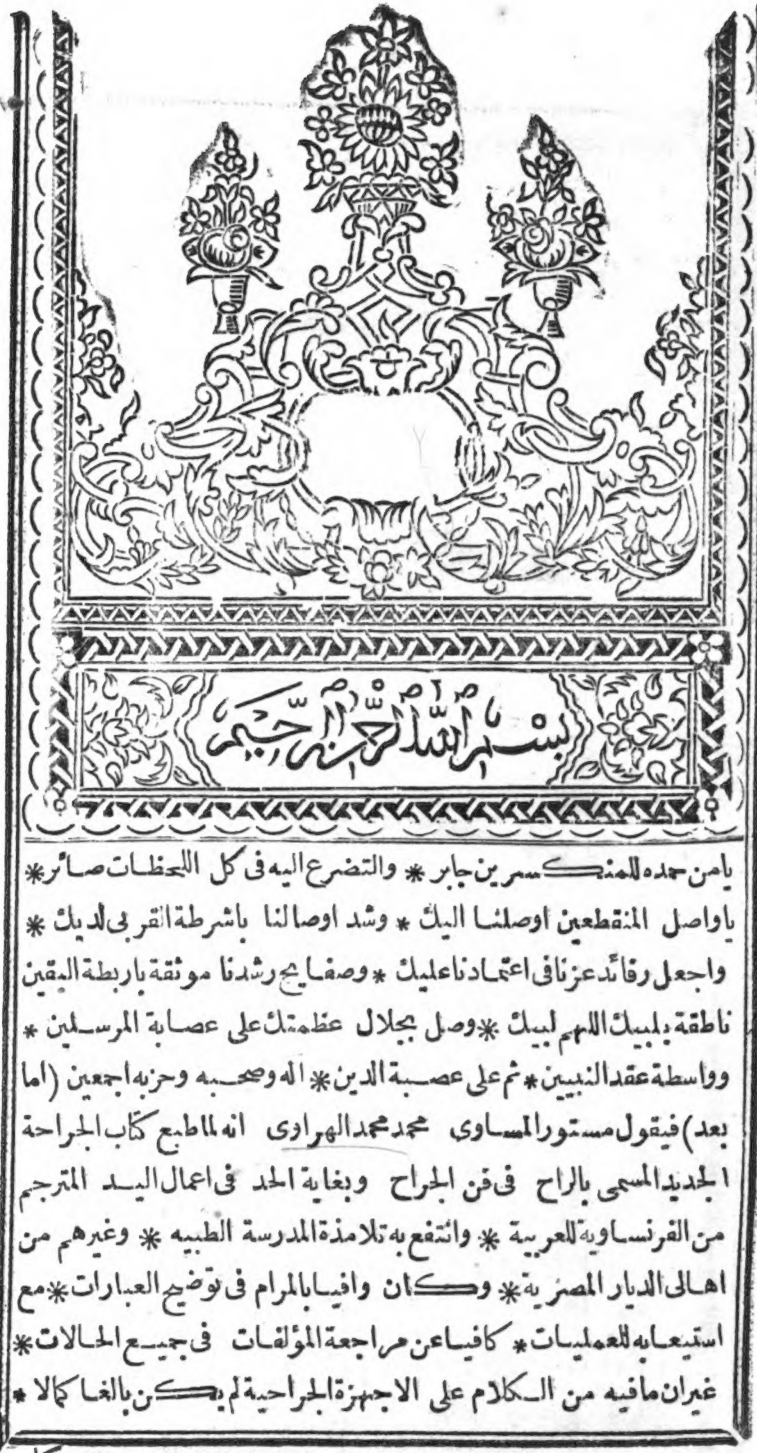 بسم الله الرحمن الرحيم
يامن حمده للمنكسرين جابر * والتضرع اليه فى كل اللحظات صائر *
ياواصل المنقطعين اوصلنا اليك * وشد اوصالنا باشرطة القربى لديك *
واجعل رفائد عزنا فى اعتمادنا عليك * وصفايح رشدنا موثقة باربطة اليقين
ناطقة بلبيك اللهم لبيك * وصل بجلال عظمتك على عصابة المرسلين *
وواسطة عقد النبيين * ثم على عصبة الدين * اله وصحبه وحزبه اجمعين (اما
بعد) فيقول مستور المساوى محمد محمد الهراوى انه لما طبع كتاب الجراحة
الجديد المسمى بالراح فى فن الجراح وبغاية الحد فى اعمال اليد المترجم
من الفرنساوية للعربية * وانتفع به تلامذة المدرسة الطبيه * وغيرهم من
اهالى الديار المصرية * وكان وافيا بالمرام فى توضيح العبارات * مع
استيعابه للعمليات * كافيا عن مراجعة المؤلفات فى جميع الحالات *
غيران مافيه من الكلام على الاجهزة الجراحية لم يكن بالغا كمالا *